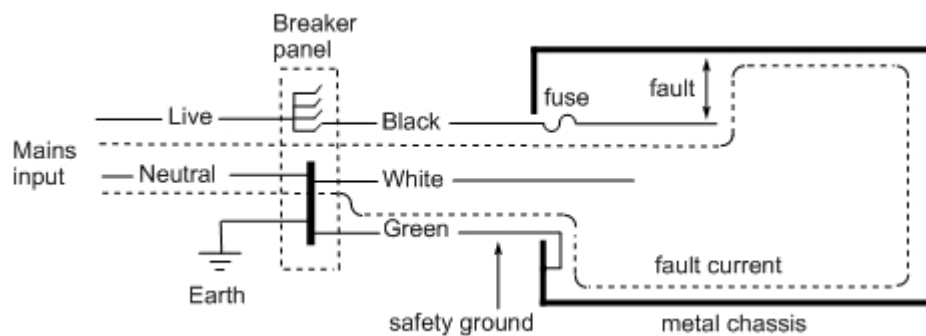 Breaker
panel
Live
Black
fuse
fault
Mains
input
Neutral
White
Green
Earth
fault current
safety ground
metal chassis